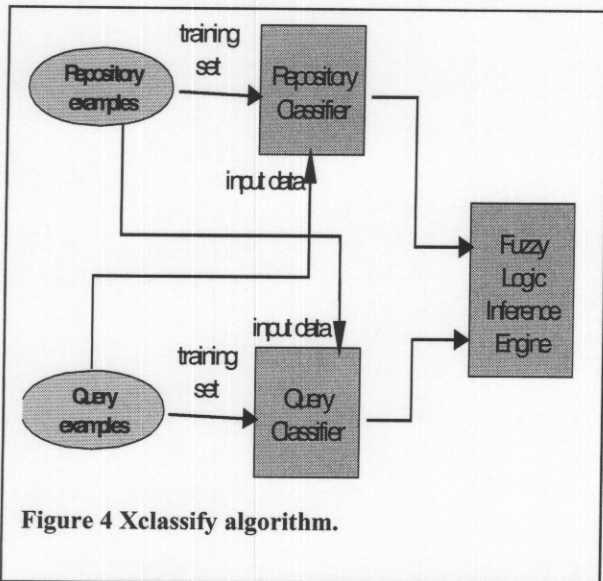 training
set
Repository
examples
Repository
Classifier
input data
Fuzzy
Logic
Inference
Engine
input data
training
set
Query
examples
Query
Classifier
Figure 4 Xclassify algorithm.